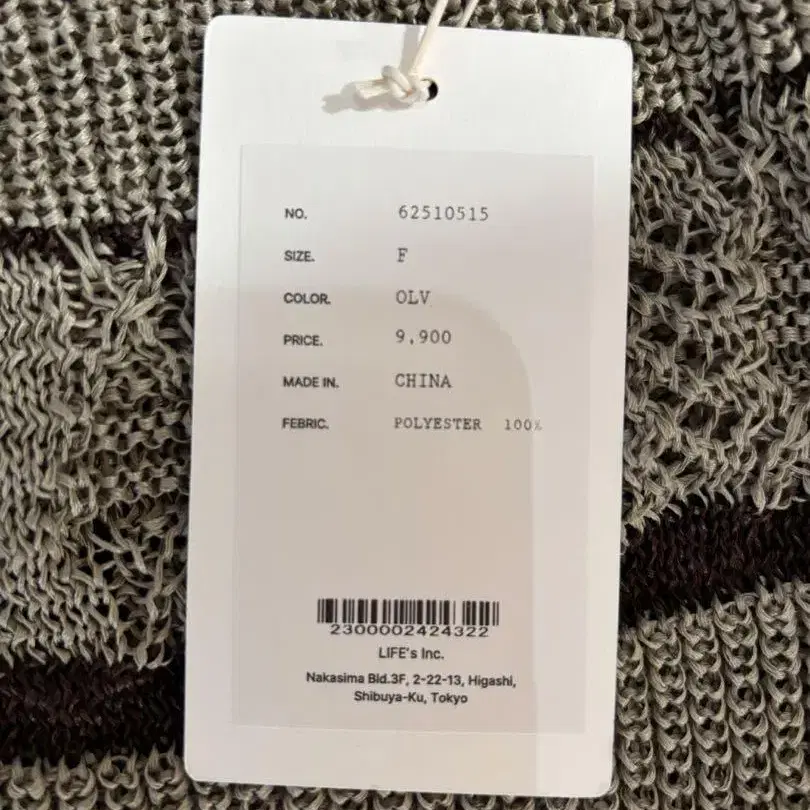 NO. 62510515
SIZE. F
COLOR. OLV
PRICE. 9,900
MADE IN. CHINA
FEBRIC. POLYESTER 100%
2300002424322
LIFE's Inc.
Nakasima Bld.3F, 2-22-13, Higashi,
Shibuya-Ku, Tokyo